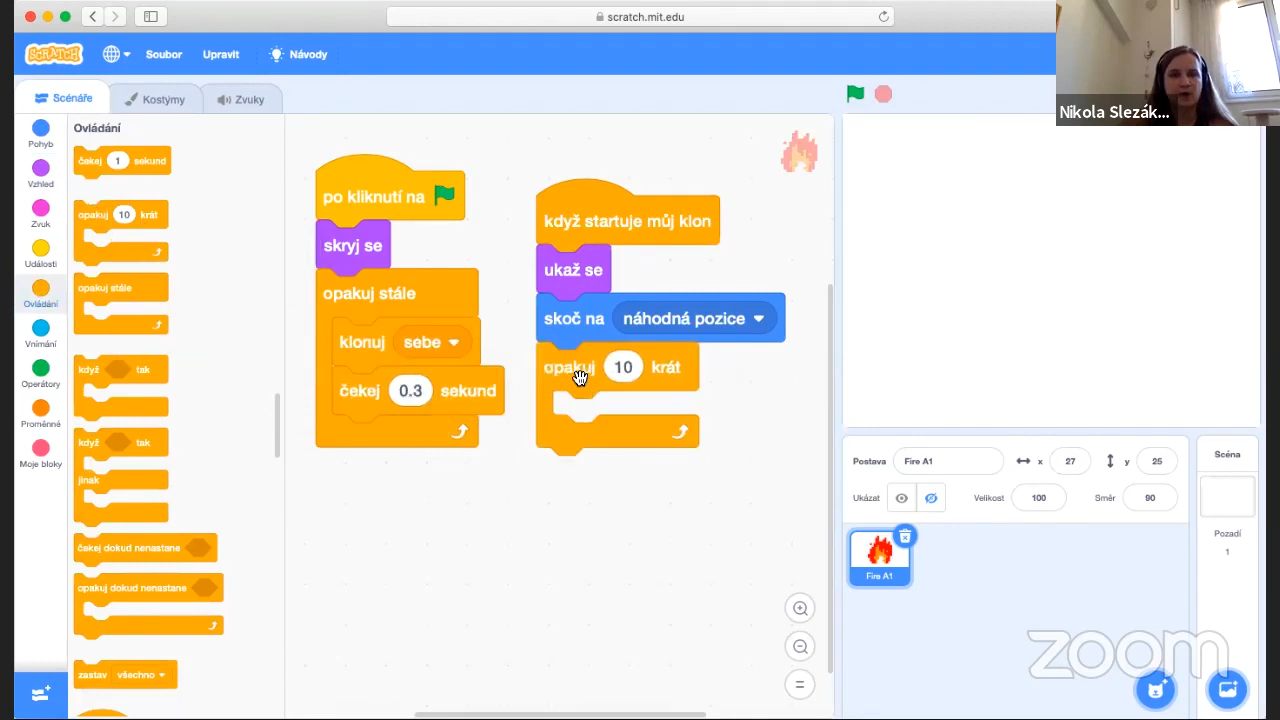 scratch.mit.edu
SCRATCH
Soubor
Upravit
Návody
Nikola Slezák...
Scénáře
Kostýmy
Zvuky
Pohyb
Vzhled
Zvuk
Události
Ovládání
Vnímání
Operátory
Proměnné
Moje bloky
Ovládání
čekej 1 sekund
opakuj 10 krát
opakuj stále
když tak
když tak
jinak
čekej dokud nenastane
opakuj dokud nenastane
zastav všechno
po kliknutí na
skryj se
opakuj stále
klonuj sebe
čekej 0.3 sekund
když startuje můj klon
ukaž se
skoč na náhodná pozice
opakuj 10 krát
Postava Fire A1 x 27 y 25
Ukázat Velikost 100 Směr 90
Fire A1
Scéna
Pozadí
1
zoom